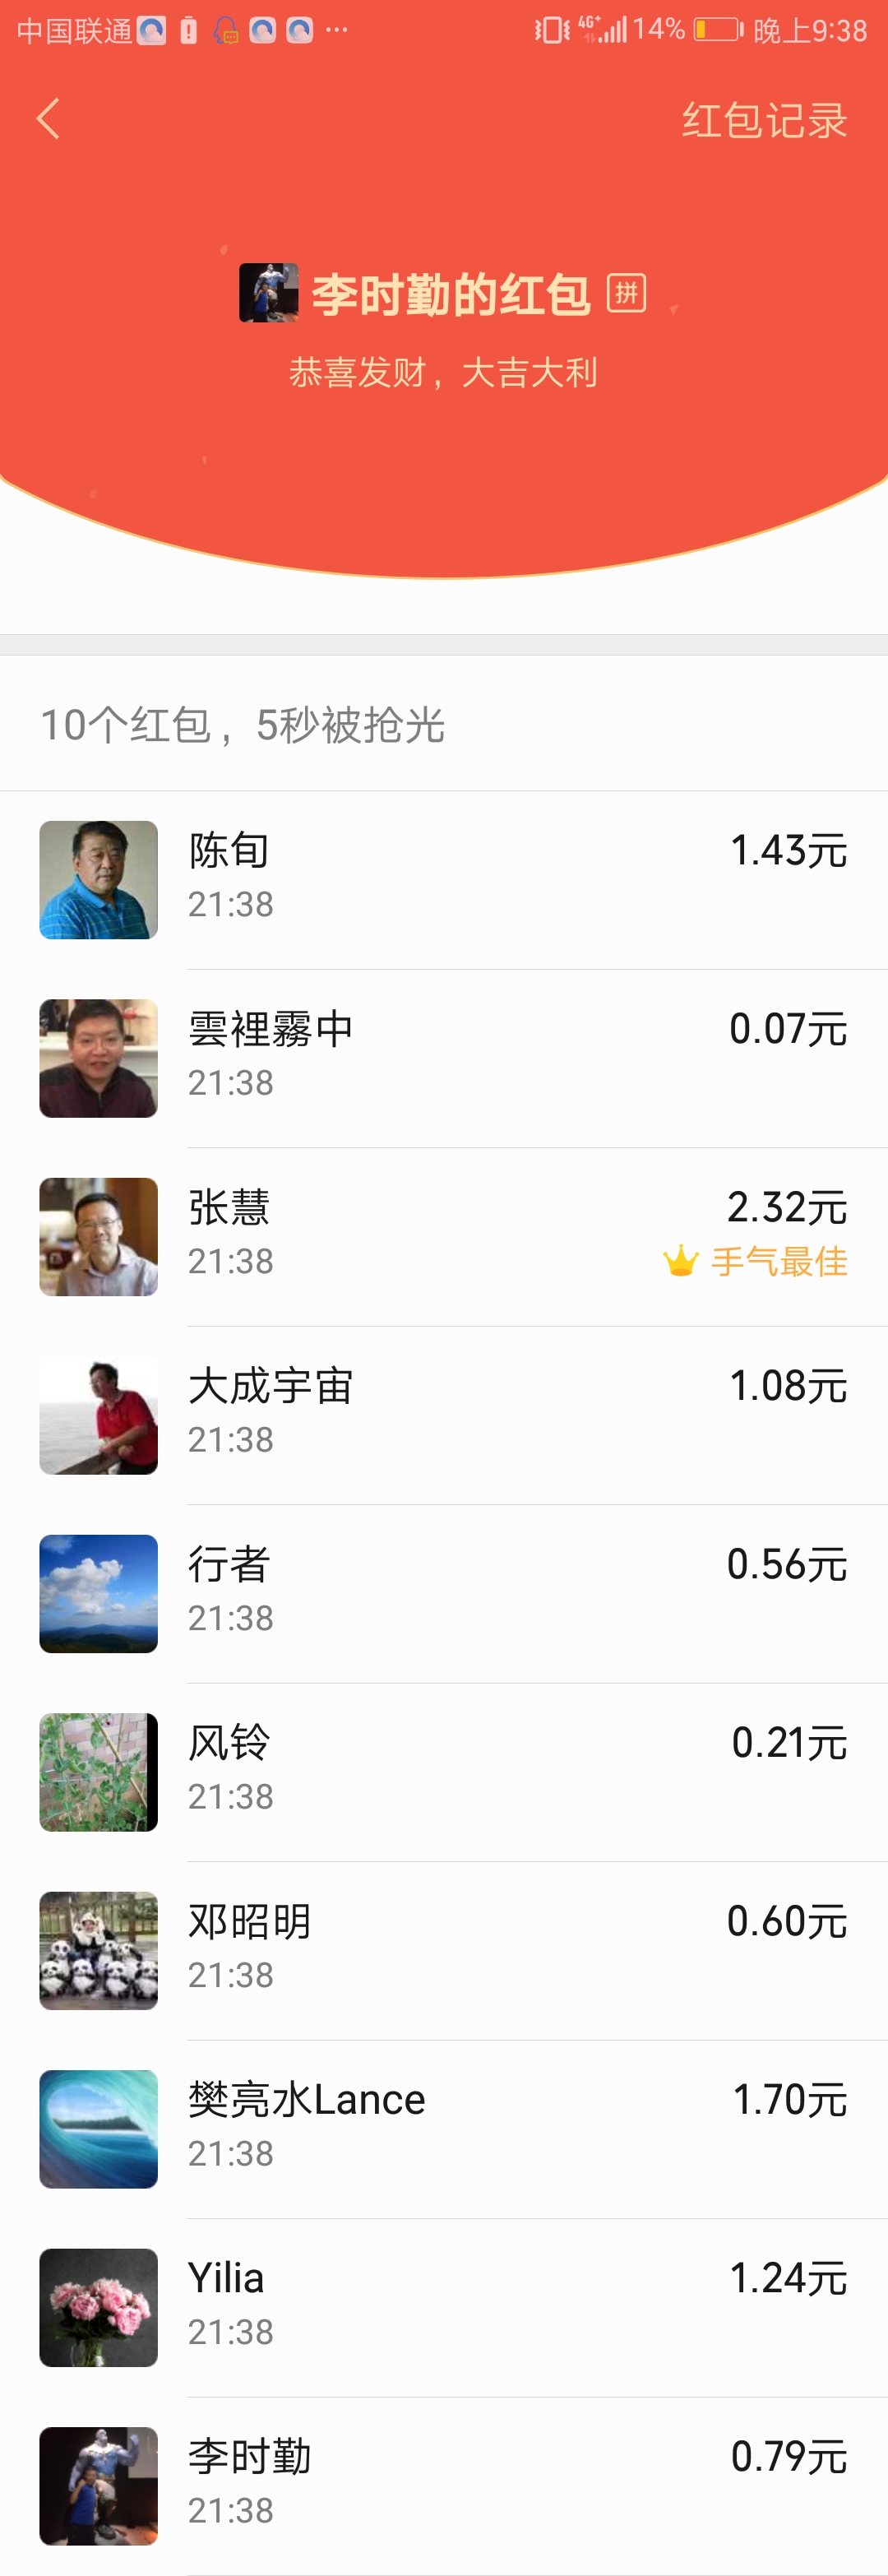 中国联通 ··· 4G+ 14% 晚上9:38
红包记录
李时勤的红包 拼
恭喜发财，大吉大利
10个红包，5秒被抢光
陈旬 1.43元
21:38
雲裡霧中 0.07元
21:38
张慧 2.32元
21:38 手气最佳
大成宇宙 1.08元
21:38
行者 0.56元
21:38
风铃 0.21元
21:38
邓昭明 0.60元
21:38
樊亮水Lance 1.70元
21:38
Yilia 1.24元
21:38
李时勤 0.79元
21:38